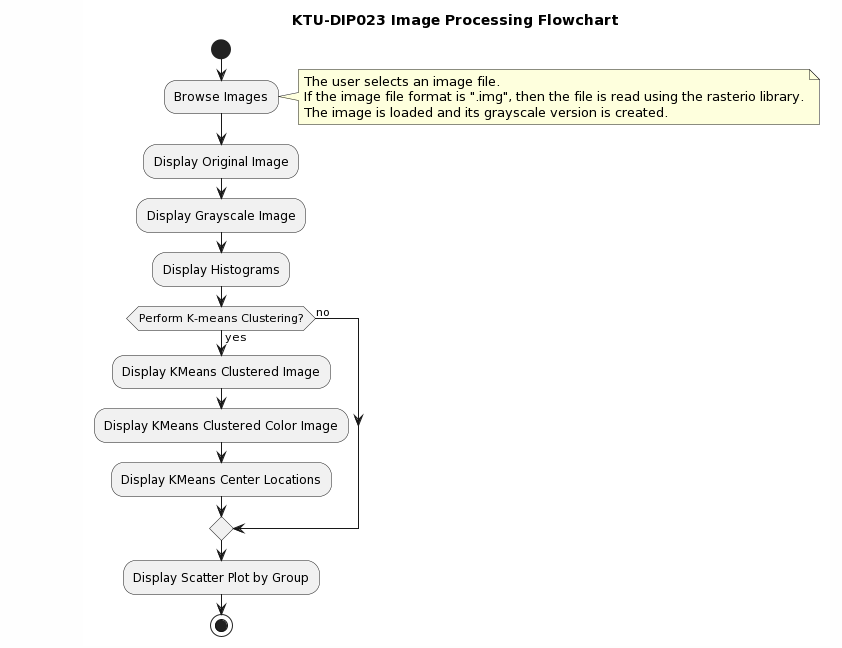 KTU-DIP023 Image Processing Flowchart
Browse Images
The user selects an image file.
If the image file format is ".img", then the file is read using the rasterio library.
The image is loaded and its grayscale version is created.
Display Original Image
Display Grayscale Image
Display Histograms
Perform K-means Clustering?
no
yes
Display KMeans Clustered Image
Display KMeans Clustered Color Image
Display KMeans Center Locations
Display Scatter Plot by Group